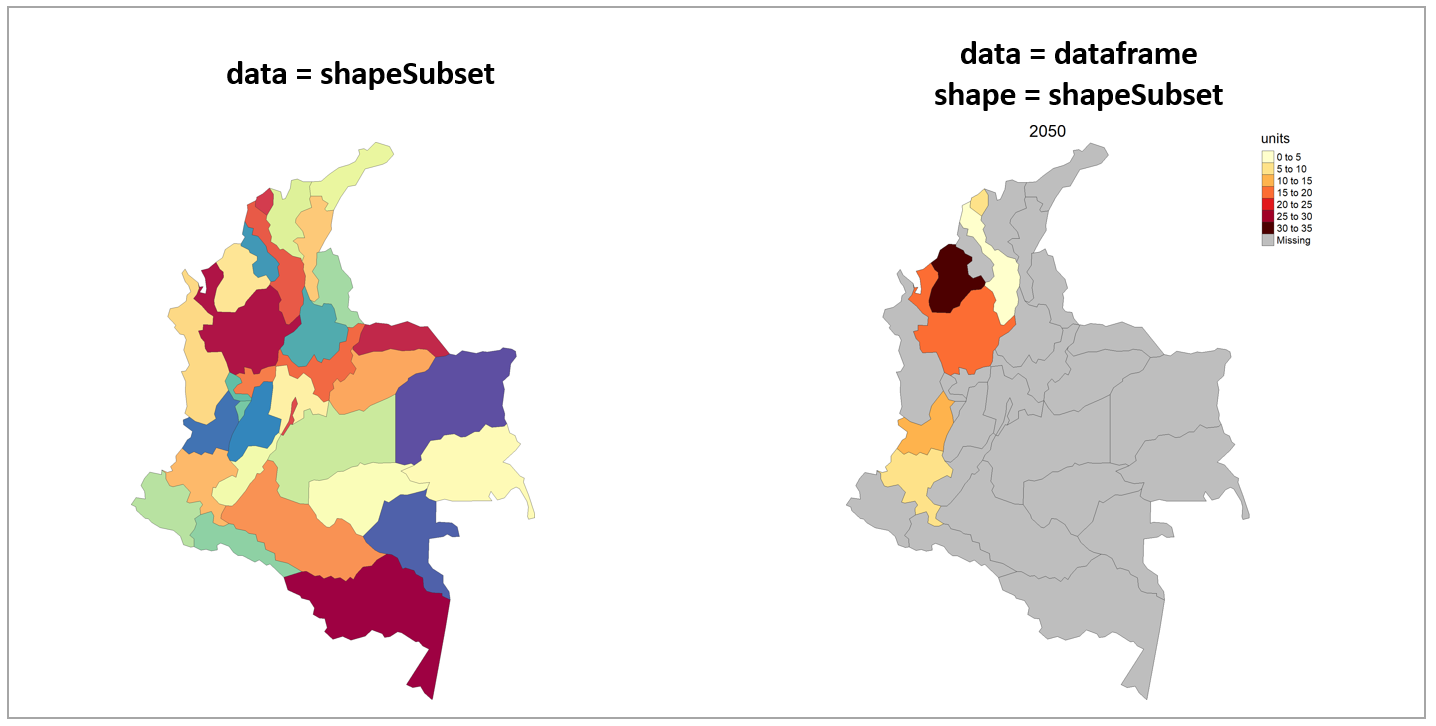 data = shapeSubset
data = dataframe
shape = shapeSubset
2050
units
0 to 5
5 to 10
10 to 15
15 to 20
20 to 25
25 to 30
30 to 35
Missing